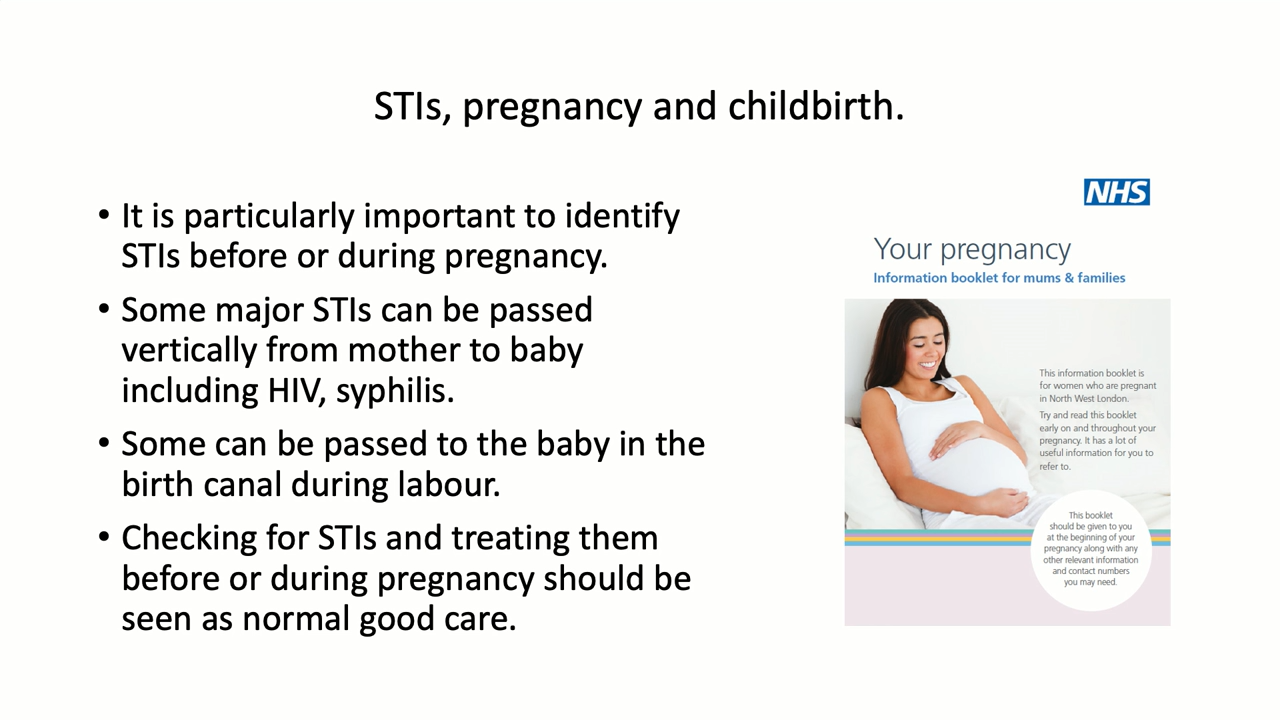 STIs, pregnancy and childbirth.
• It is particularly important to identify
STIs before or during pregnancy.
• Some major STIs can be passed
vertically from mother to baby
including HIV, syphilis.
• Some can be passed to the baby in the
birth canal during labour.
• Checking for STIs and treating them
before or during pregnancy should be
seen as normal good care.
NHS
Your pregnancy
Information booklet for mums & families
This information booklet is
for women who are pregnant
in North West London.
Try and read this booklet
early on and throughout your
pregnancy. It has a lot of
useful information for you to
refer to.
This booklet
should be given to you
at the beginning of your
pregnancy along with any
other relevant information
and contact numbers
you may need.